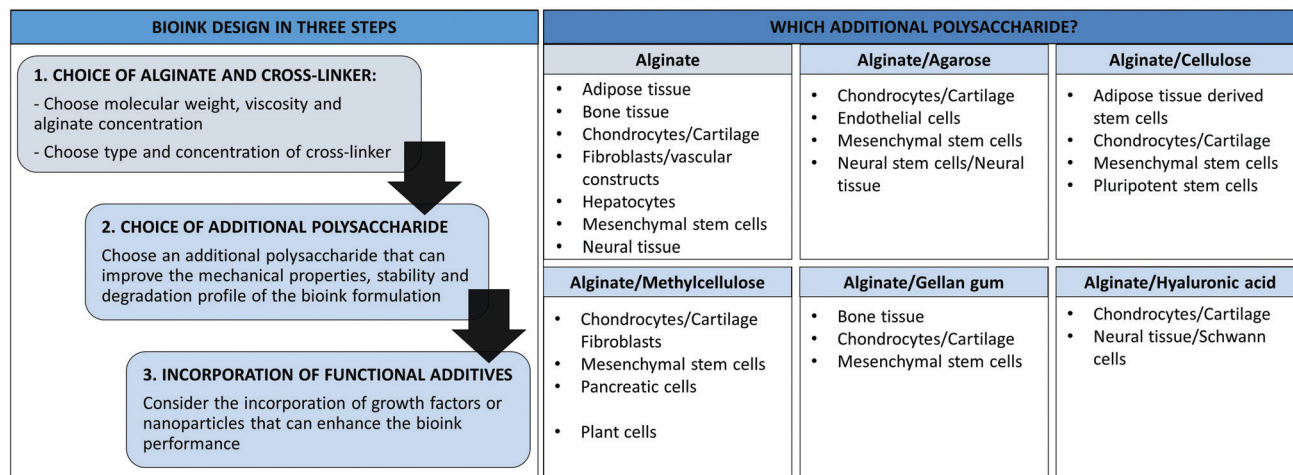 BIOINK DESIGN IN THREE STEPS
1. CHOICE OF ALGINATE AND CROSS-LINKER:
- Choose molecular weight, viscosity and
alginate concentration
- Choose type and concentration of cross-linker
2. CHOICE OF ADDITIONAL POLYSACCHARIDE
Choose an additional polysaccharide that can
improve the mechanical properties, stability and
degradation profile of the bioink formulation
3. INCORPORATION OF FUNCTIONAL ADDITIVES
Consider the incorporation of growth factors or
nanoparticles that can enhance the bioink
performance
WHICH ADDITIONAL POLYSACCHARIDE?
Alginate
• Adipose tissue
• Bone tissue
• Chondrocytes/Cartilage
• Fibroblasts/vascular
constructs
• Hepatocytes
• Mesenchymal stem cells
• Neural tissue
Alginate/Agarose
• Chondrocytes/Cartilage
• Endothelial cells
• Mesenchymal stem cells
• Neural stem cells/Neural
tissue
Alginate/Cellulose
• Adipose tissue derived
stem cells
• Chondrocytes/Cartilage
• Mesenchymal stem cells
• Pluripotent stem cells
Alginate/Methylcellulose
• Chondrocytes/Cartilage
Fibroblasts
• Mesenchymal stem cells
• Pancreatic cells
• Plant cells
Alginate/Gellan gum
• Bone tissue
• Chondrocytes/Cartilage
• Mesenchymal stem cells
Alginate/Hyaluronic acid
• Chondrocytes/Cartilage
• Neural tissue/Schwann
cells